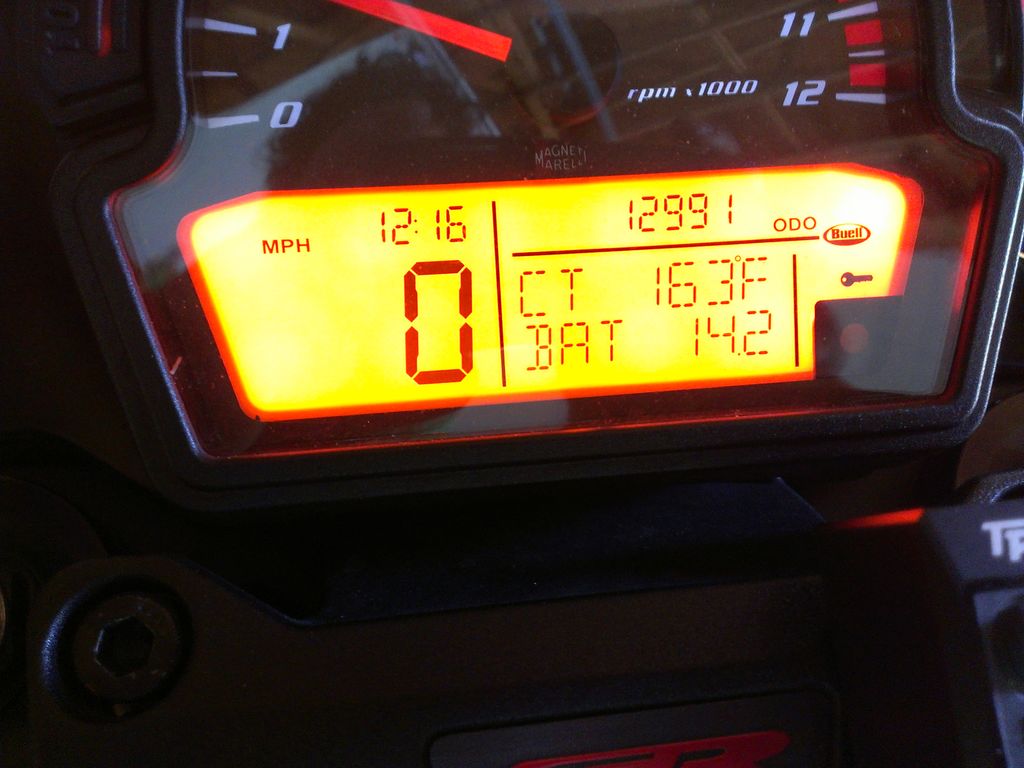 1
0
rpm x1000
11
12
MAGNETI
MARELLI
MPH
12:16
0
12991
ODO
Buell
CT 163°F
BAT 14.2